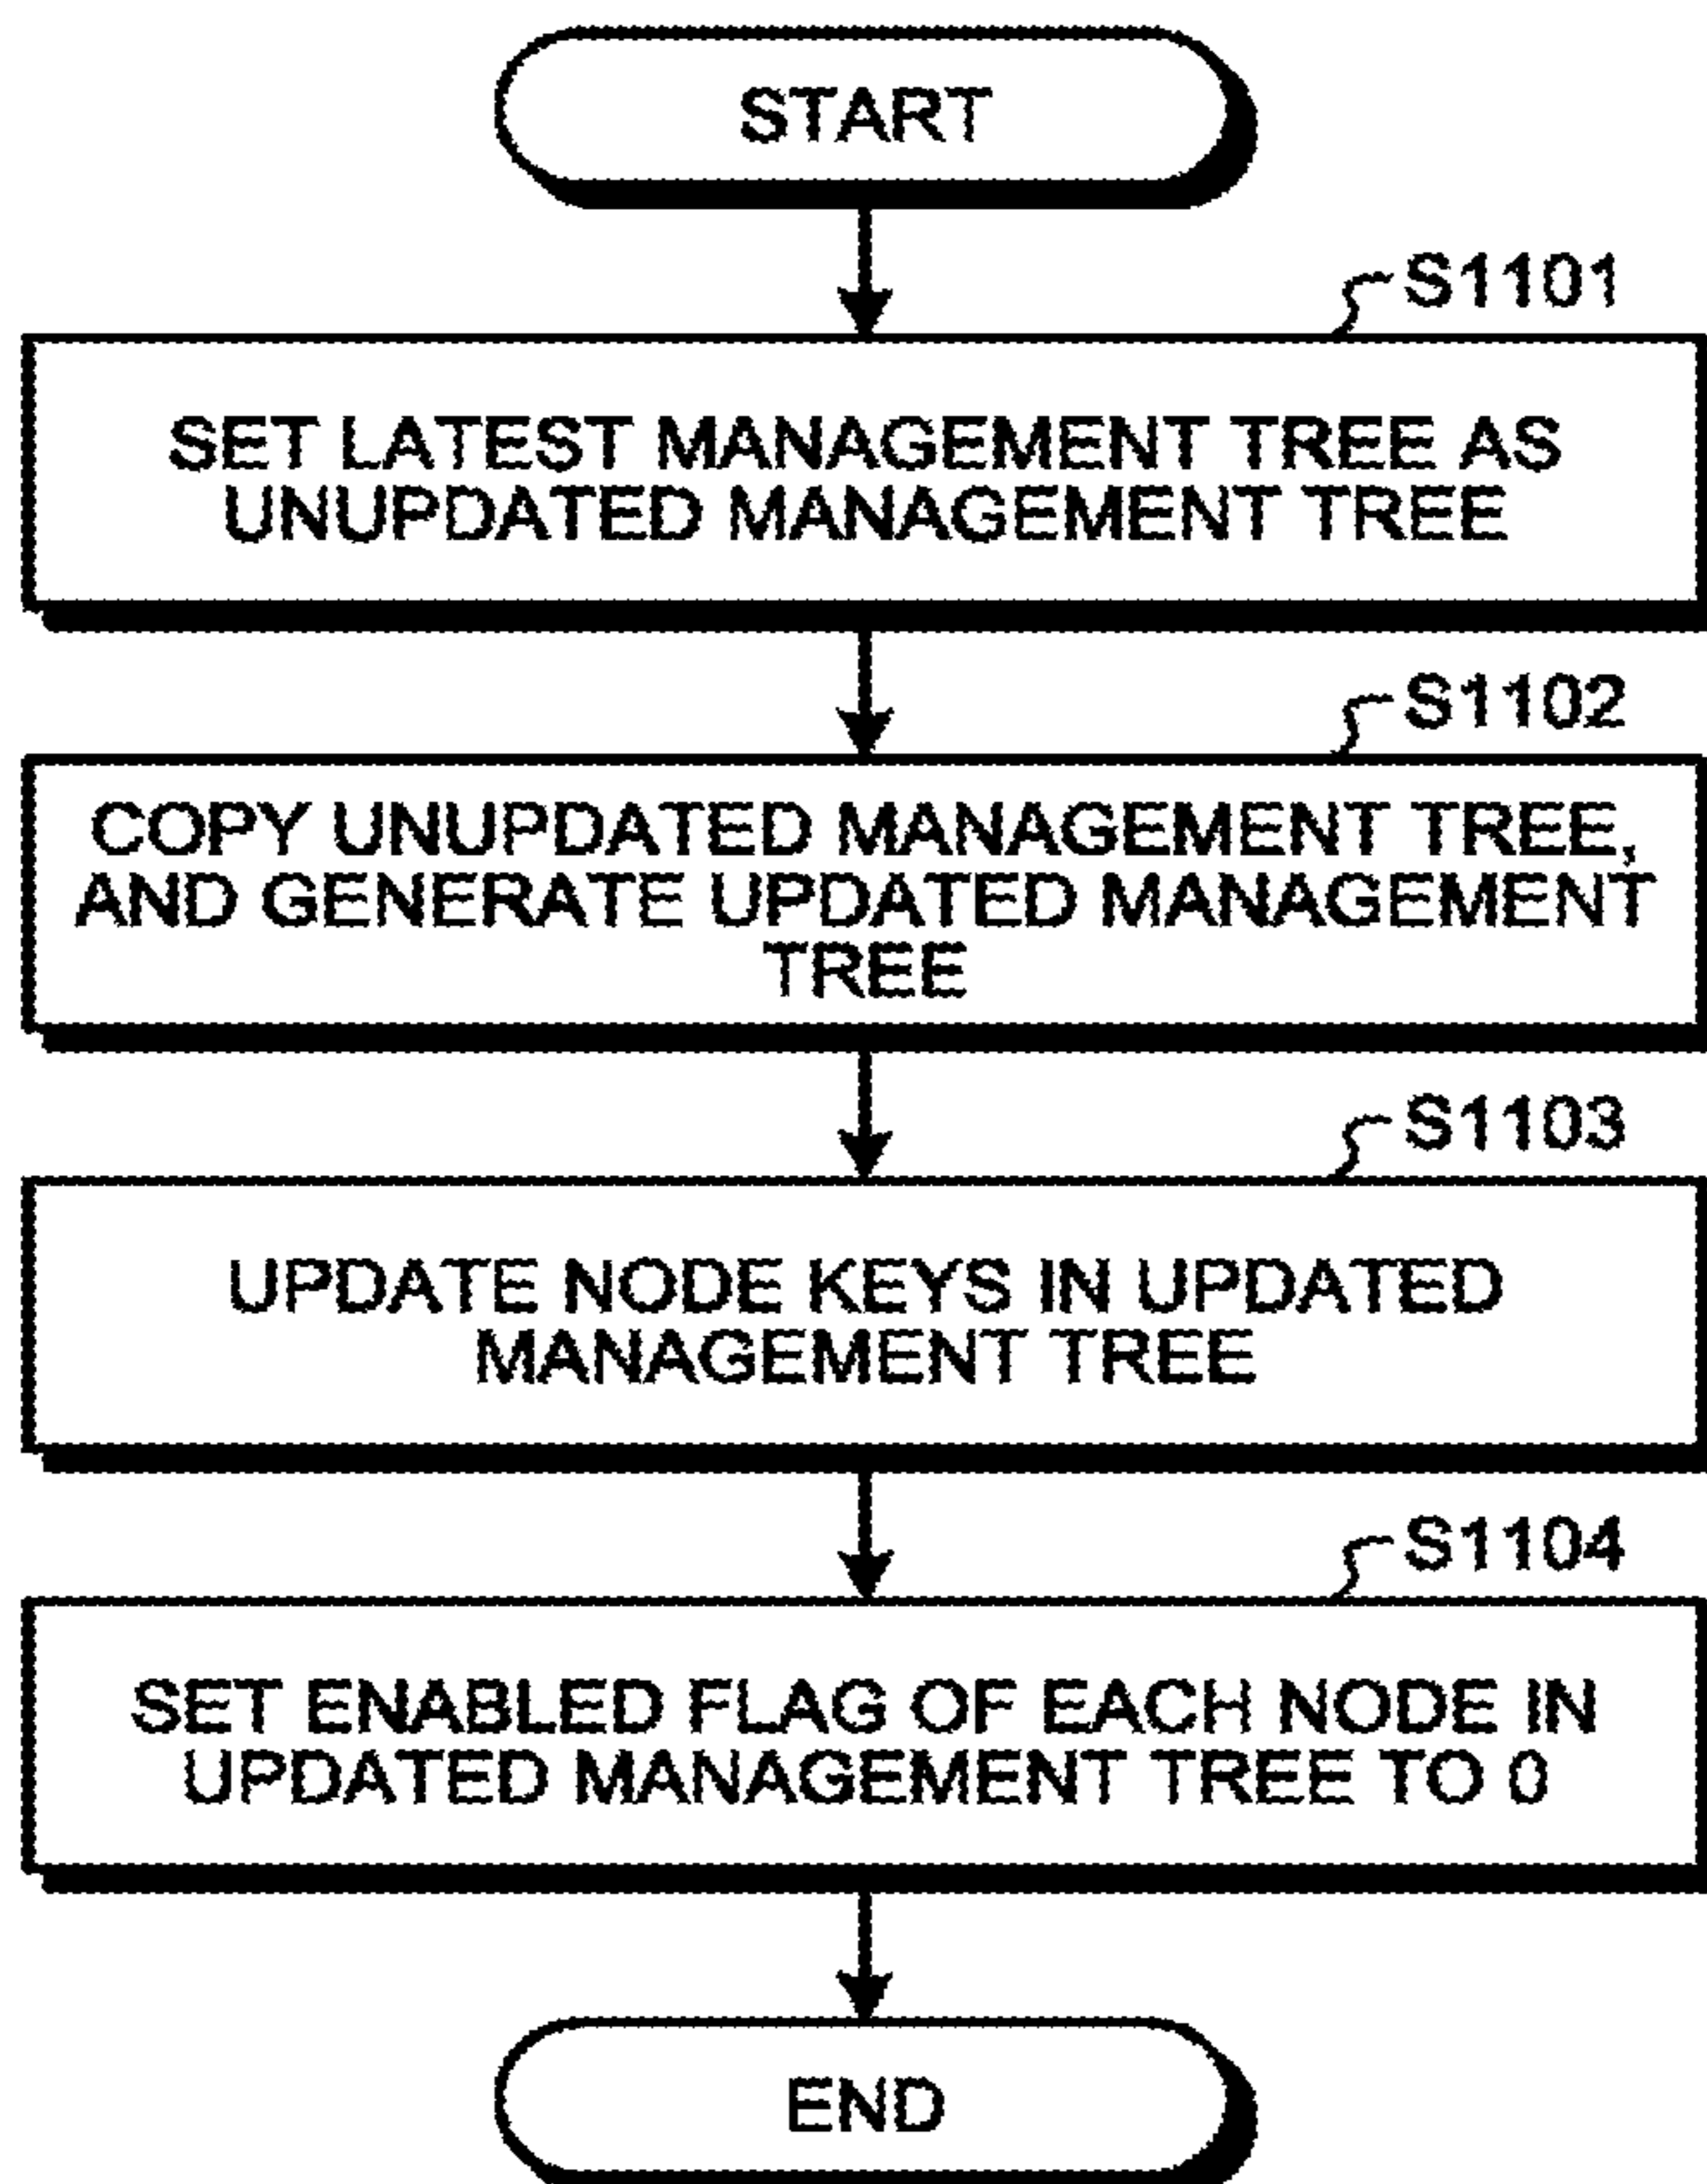 START
S1101
SET LATEST MANAGEMENT TREE AS
UNUPDATED MANAGEMENT TREE
S1102
COPY UNUPDATED MANAGEMENT TREE,
AND GENERATE UPDATED MANAGEMENT
TREE
S1103
UPDATE NODE KEYS IN UPDATED
MANAGEMENT TREE
S1104
SET ENABLED FLAG OF EACH NODE IN
UPDATED MANAGEMENT TREE TO 0
END